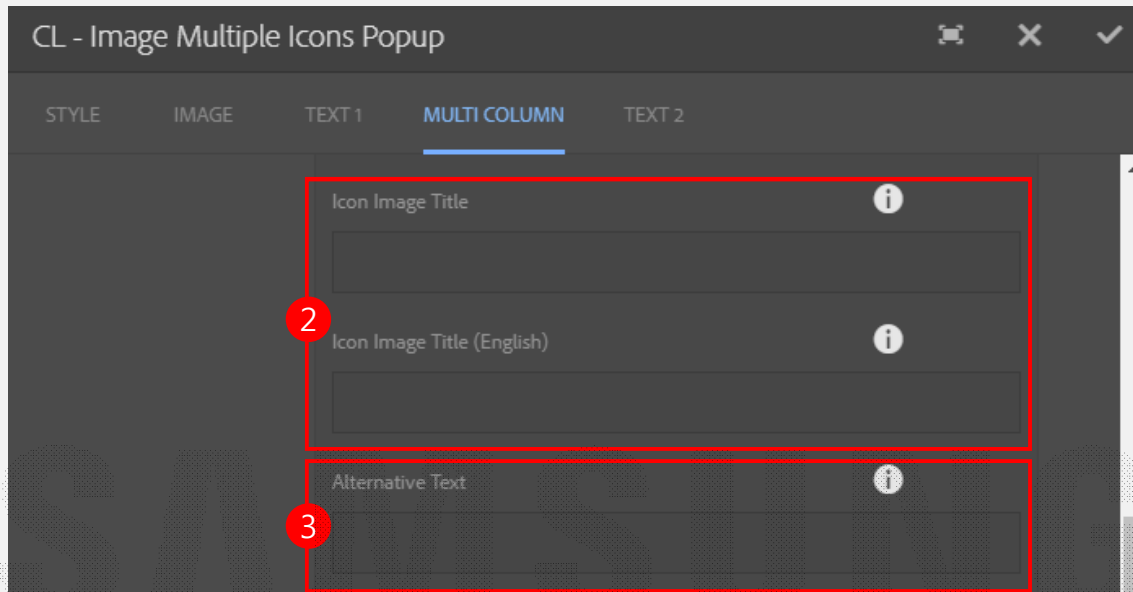 CL - Image Multiple Icons Popup
STYLE IMAGE TEXT 1 MULTI COLUMN TEXT 2
Icon Image Title
2
Icon Image Title (English)
Alternative Text
3
SAMSUNG